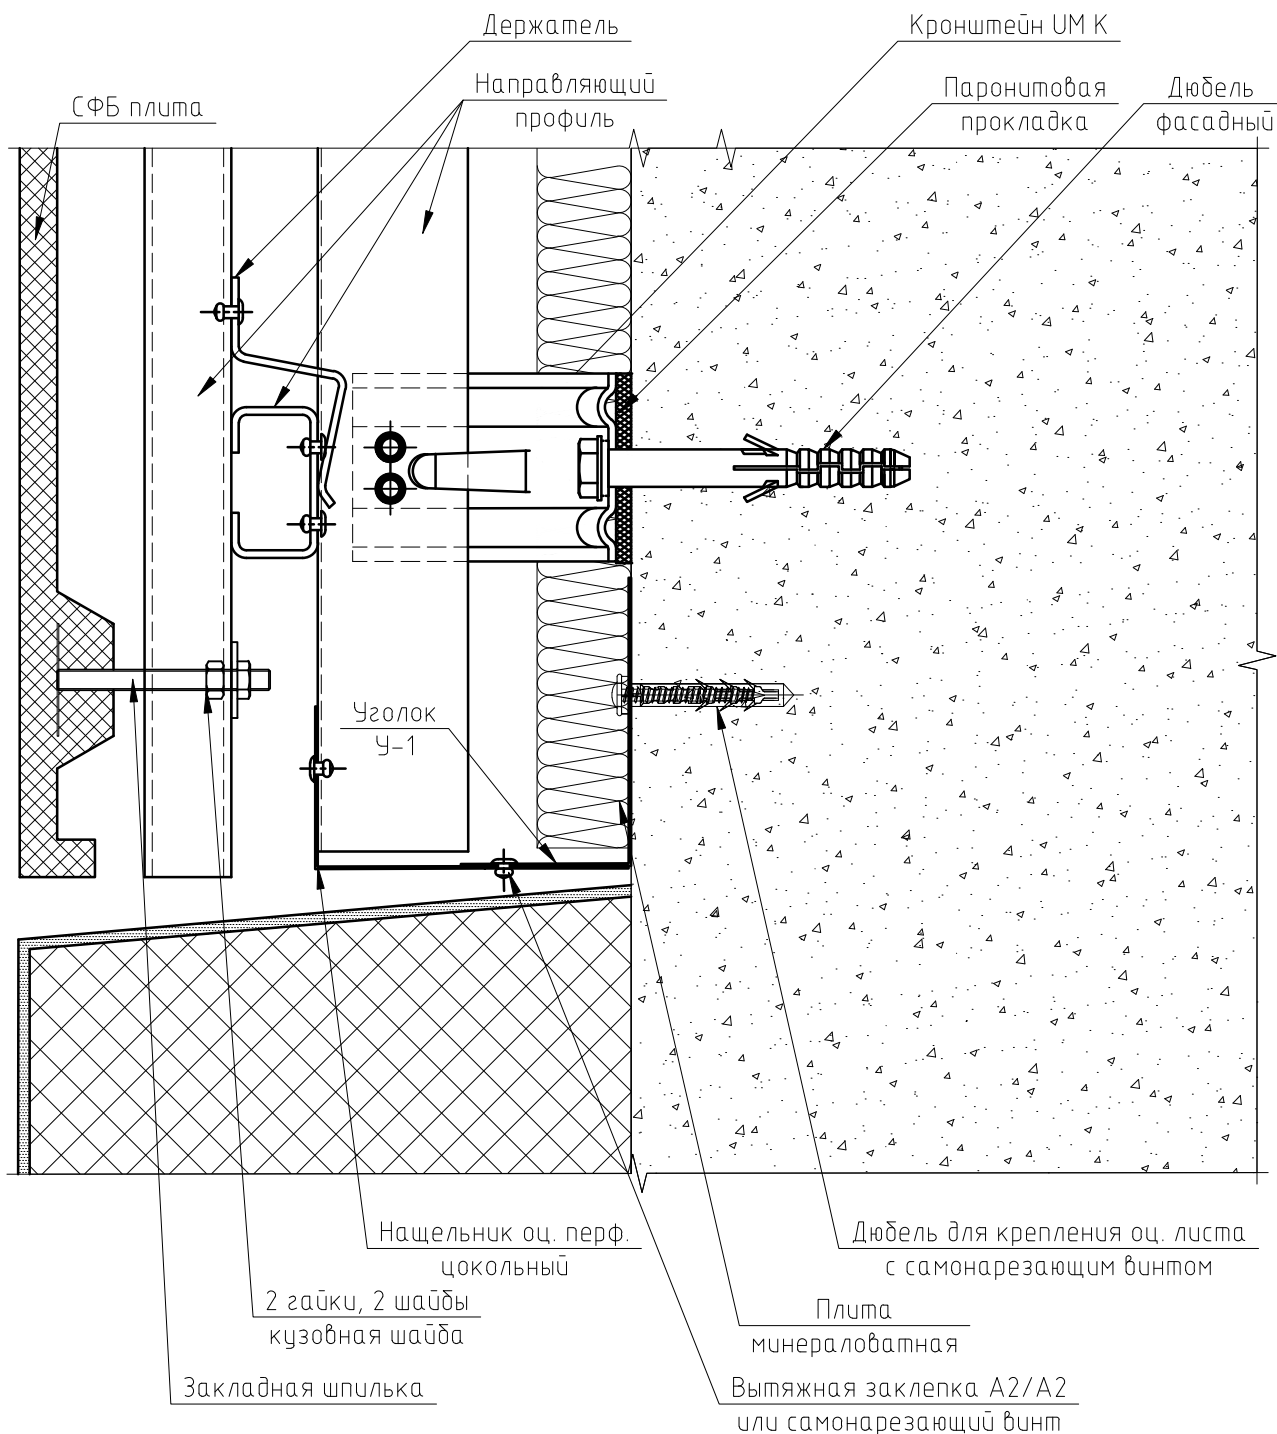 Держатель
Кронштейн UM K
Направляющий
профиль
Паронитовая
прокладка
Дюбель
фасадный
СФБ плита
Уголок
У-1
Нащельник оц. перф.
цокольный
Дюбель для крепления оц. листа
с самонарезающим винтом
2 гайки, 2 шайбы
кузовная шайба
Плита
минераловатная
Закладная шпилька
Вытяжная заклепка А2/А2
или самонарезающий винт